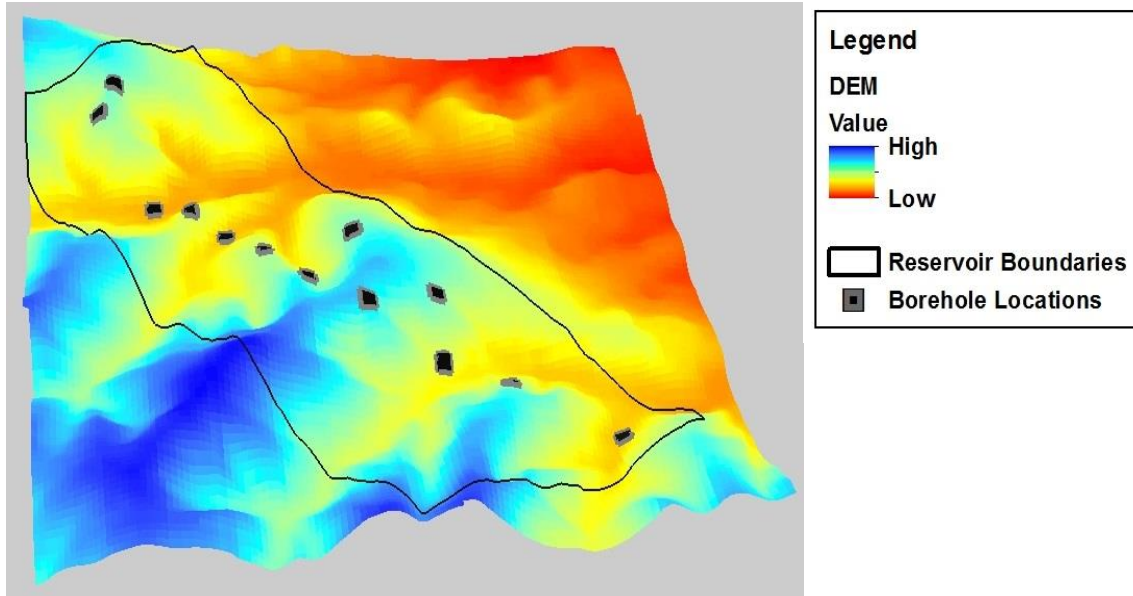 Legend
DEM
Value
High
Low
Reservoir Boundaries
Borehole Locations